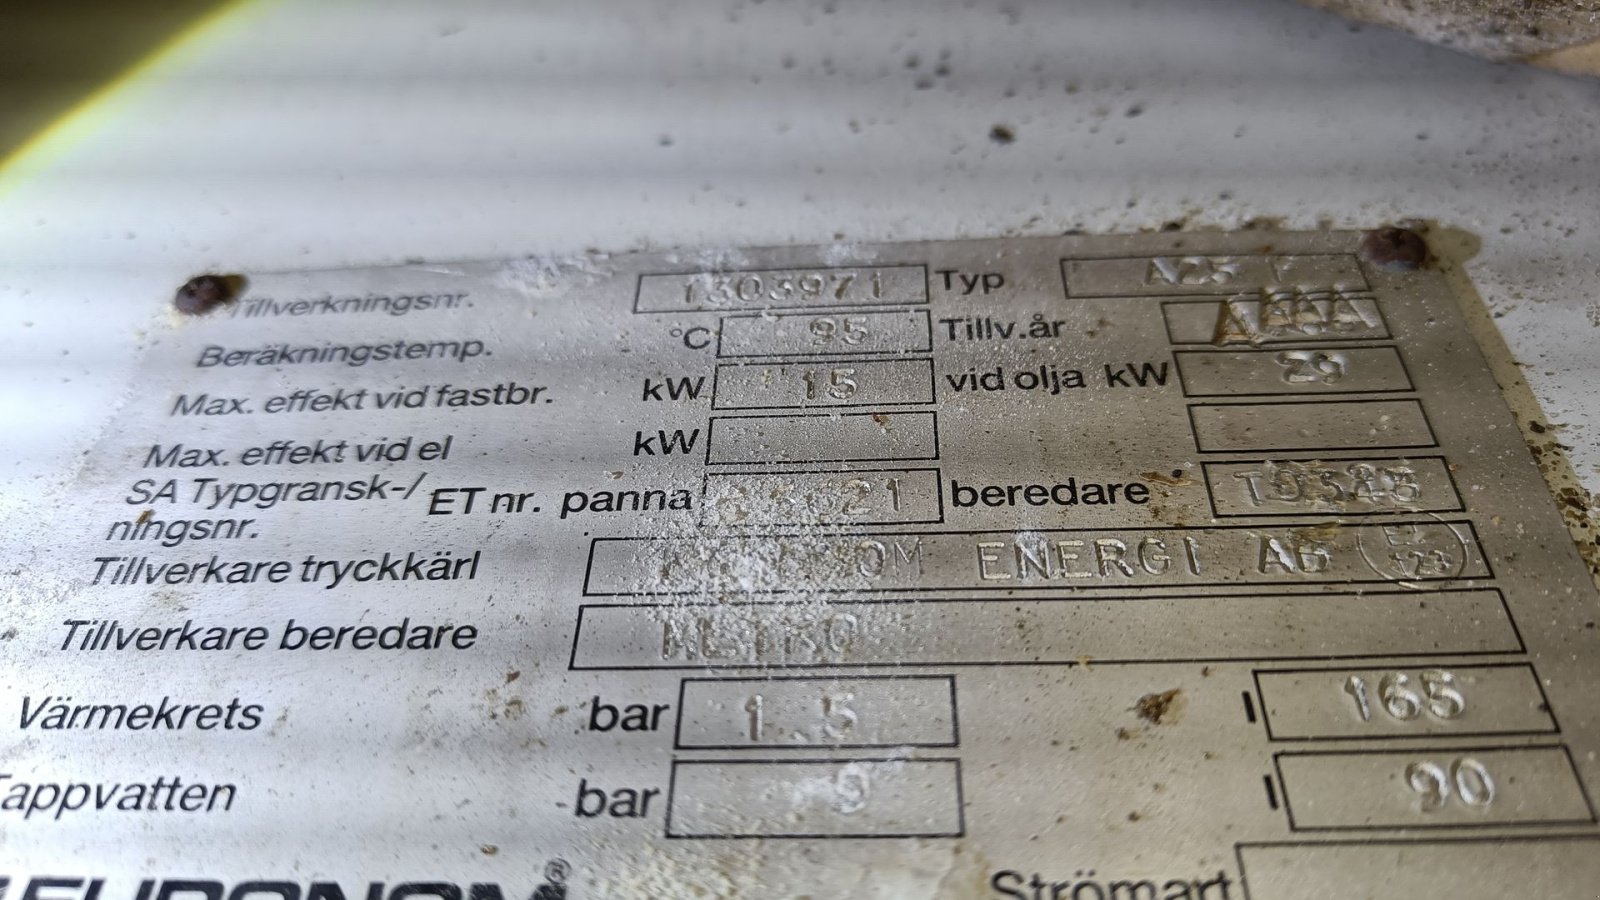 Tillverkningsnr. 1303971 Typ A25
Beräkningstemp. °C 95 Tillv.år
Max. effekt vid fastbr. kW 15 vid olja kW 29
Max. effekt vid el kW
SA Typgransk-/ ET nr. panna beredare
ningsnr.
Tillverkare tryckkärl ENERGI AB
Tillverkare beredare
Värmekrets bar 1.5 l 165
Tappvatten bar 9 l 90
EURONOM®
Strömart